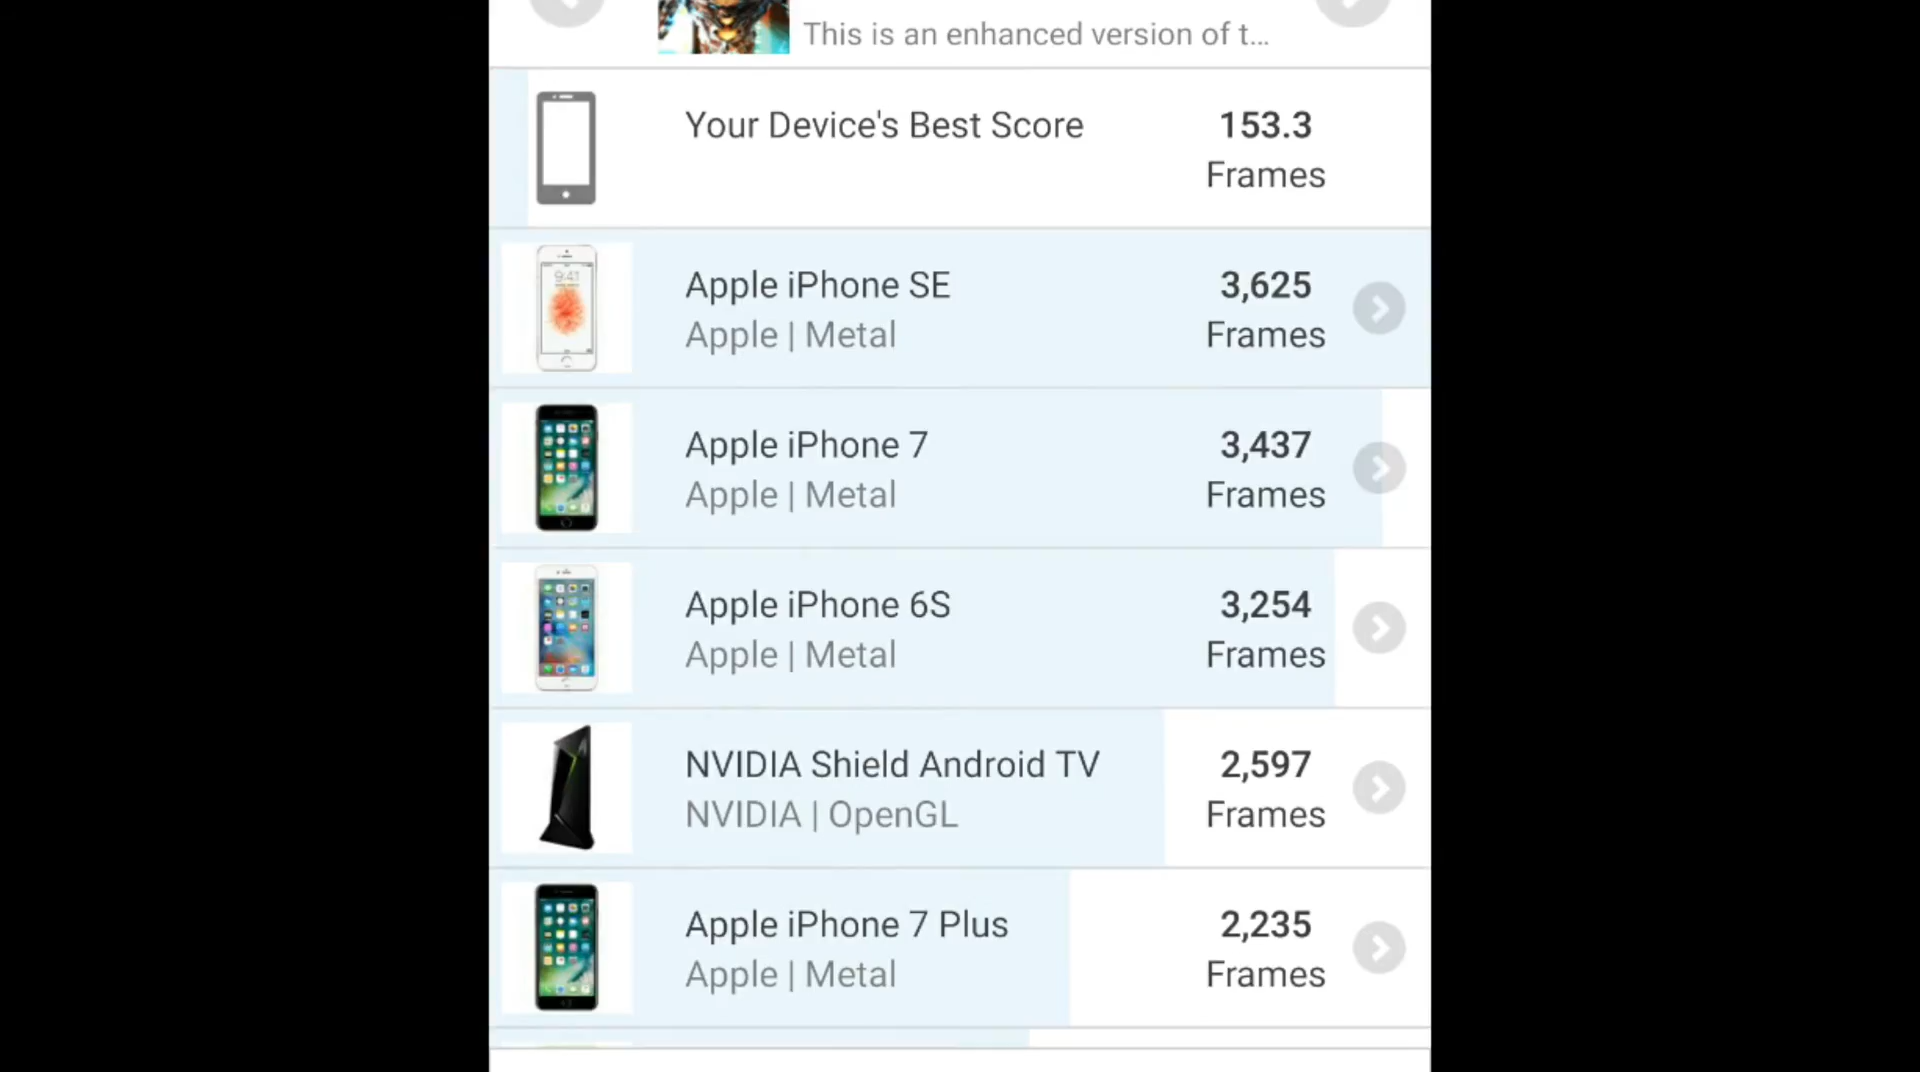 This is an enhanced version of t...
Your Device's Best Score
153.3
Frames
9:41
Apple iPhone SE
Apple | Metal
3,625
Frames
Apple iPhone 7
Apple | Metal
3,437
Frames
Apple iPhone 6S
Apple | Metal
3,254
Frames
NVIDIA Shield Android TV
NVIDIA | OpenGL
2,597
Frames
Apple iPhone 7 Plus
Apple | Metal
2,235
Frames